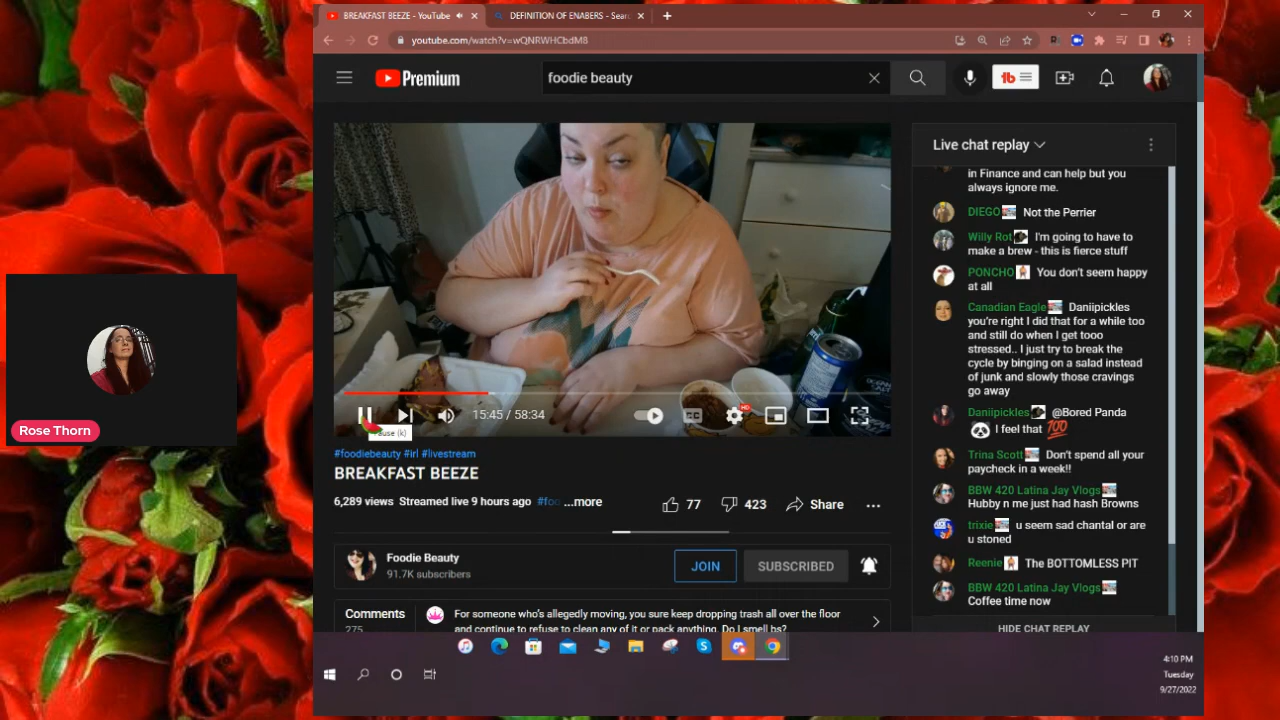 BREAKFAST BEEZE - YouTube
DEFINITION OF ENABERS - Sear
youtube.com/watch?v=wQNRWHCbdM8
Premium
foodie beauty
Live chat replay
in Finance and can help but you
always ignore me.
DIEGO Not the Perrier
Willy Rot I'm going to have to
make a brew - this is fierce stuff
PONCHO You don't seem happy
at all
Canadian Eagle Daniipickles
you're right I did that for a while too
and still do when I get tooo
stressed.. I just try to break the
cycle by binging on a salad instead
of junk and slowly those cravings
go away
Daniipickles @Bored Panda
I feel that 100
Trina Scott Don't spend all your
paycheck in a week!!
BBW 420 Latina Jay Vlogs
Hubby n me just had hash Browns
trixie u seem sad chantal or are
u stoned
Reenie The BOTTOMLESS PIT
BBW 420 Latina Jay Vlogs
Coffee time now
HIDE CHAT REPLAY
15:45 / 58:34
CC
HD
Pause (k)
#foodiebeauty #irl #livestream
BREAKFAST BEEZE
6,289 views Streamed live 9 hours ago #foo ...more
77
423
Share
Foodie Beauty
91.7K subscribers
JOIN
SUBSCRIBED
Comments
275
For someone who's allegedly moving, you sure keep dropping trash all over the floor
and continue to refuse to clean any of it or pack anything. Do I smell bs?
Rose Thorn
4:10 PM
Tuesday
9/27/2022